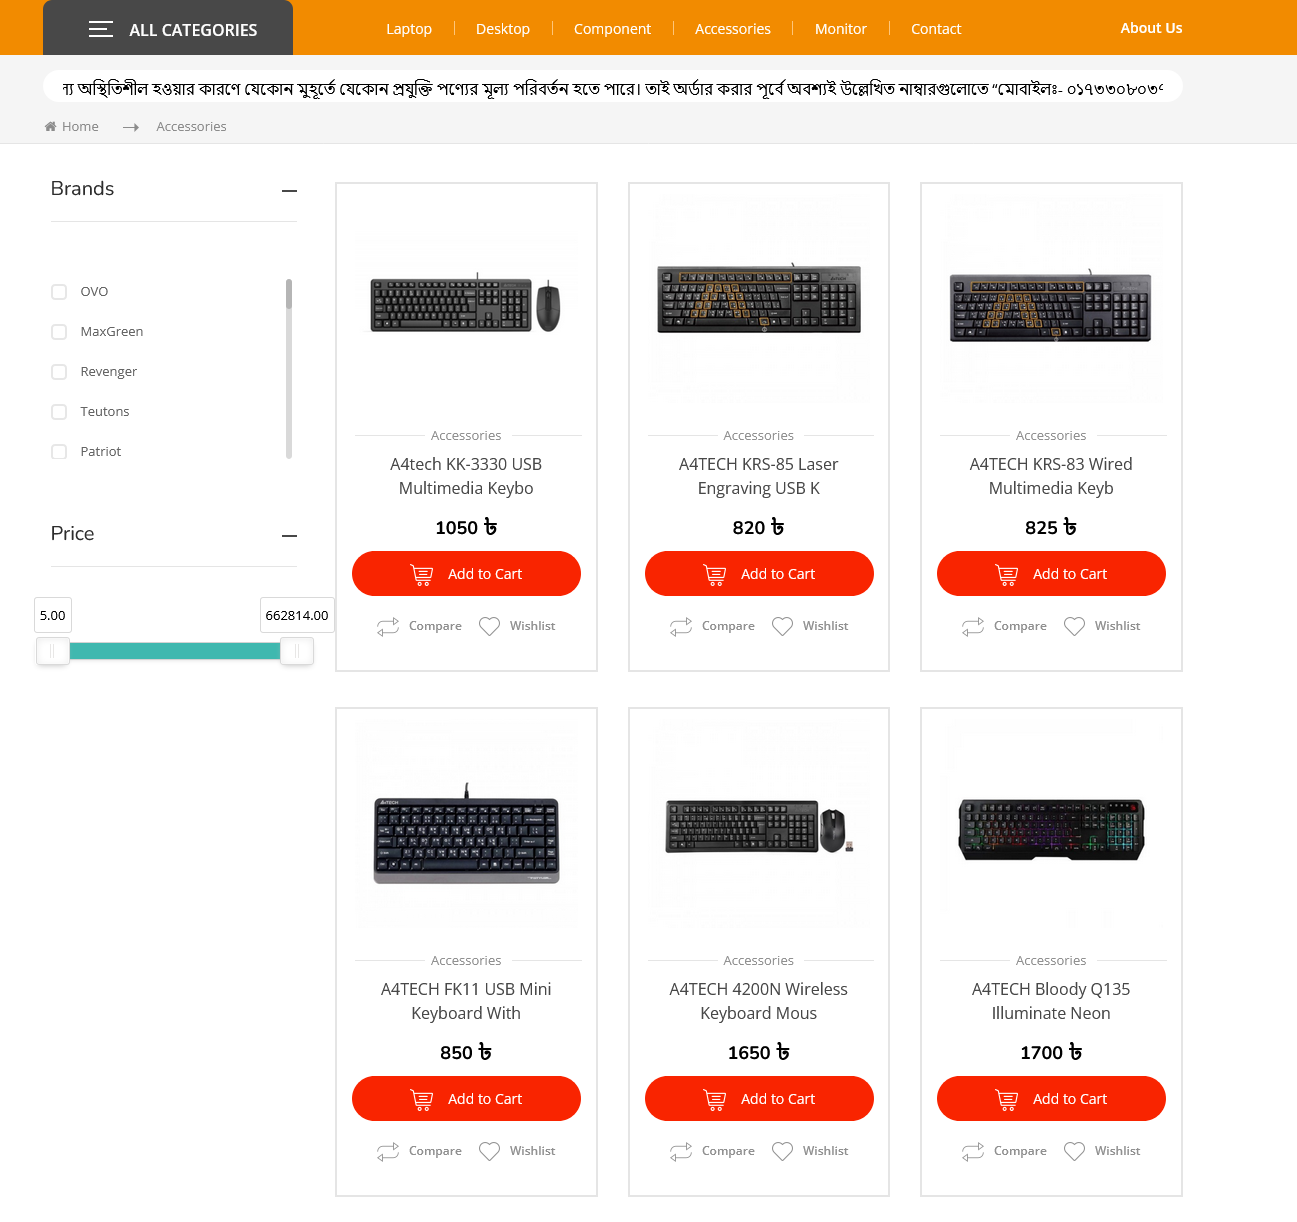 ALL CATEGORIES
Laptop
Desktop
Component
Accessories
Monitor
Contact
About Us
অস্থিতিশীল হওয়ার কারণে যেকোন মুহূর্তে যেকোন প্রযুক্তি পণ্যের মূল্য পরিবর্তন হতে পারে। তাই অর্ডার করার পূর্বে অবশ্যই উল্লেখিত নাম্বারগুলোতে “মোবাইলঃ- ০১৭৩৩০৮০৩
Home
Accessories
Brands
OVO
MaxGreen
Revenger
Teutons
Patriot
Price
5.00
662814.00
Accessories
A4tech KK-3330 USB
Multimedia Keybo
1050 ৳
Add to Cart
Compare
Wishlist
Accessories
A4TECH KRS-85 Laser
Engraving USB K
820 ৳
Add to Cart
Compare
Wishlist
Accessories
A4TECH KRS-83 Wired
Multimedia Keyb
825 ৳
Add to Cart
Compare
Wishlist
A4TECH
Accessories
A4TECH FK11 USB Mini
Keyboard With
850 ৳
Add to Cart
Compare
Wishlist
Accessories
A4TECH 4200N Wireless
Keyboard Mous
1650 ৳
Add to Cart
Compare
Wishlist
Accessories
A4TECH Bloody Q135
Illuminate Neon
1700 ৳
Add to Cart
Compare
Wishlist